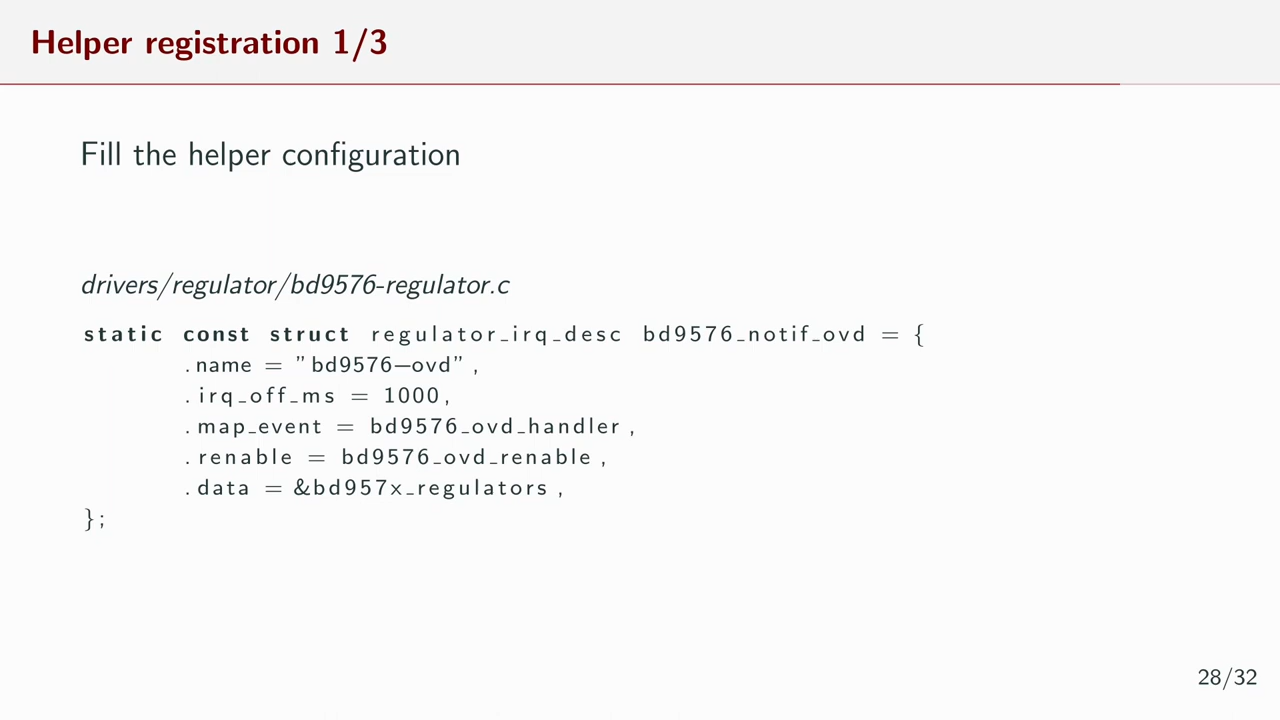 Helper registration 1/3
Fill the helper configuration
drivers/regulator/bd9576-regulator.c
static const struct regulator_irq_desc bd9576_notif_ovd = {
.name = "bd9576−ovd",
.irq_off_ms = 1000,
.map_event = bd9576_ovd_handler,
.renable = bd9576_ovd_renable,
.data = &bd957x_regulators,
};
28/32